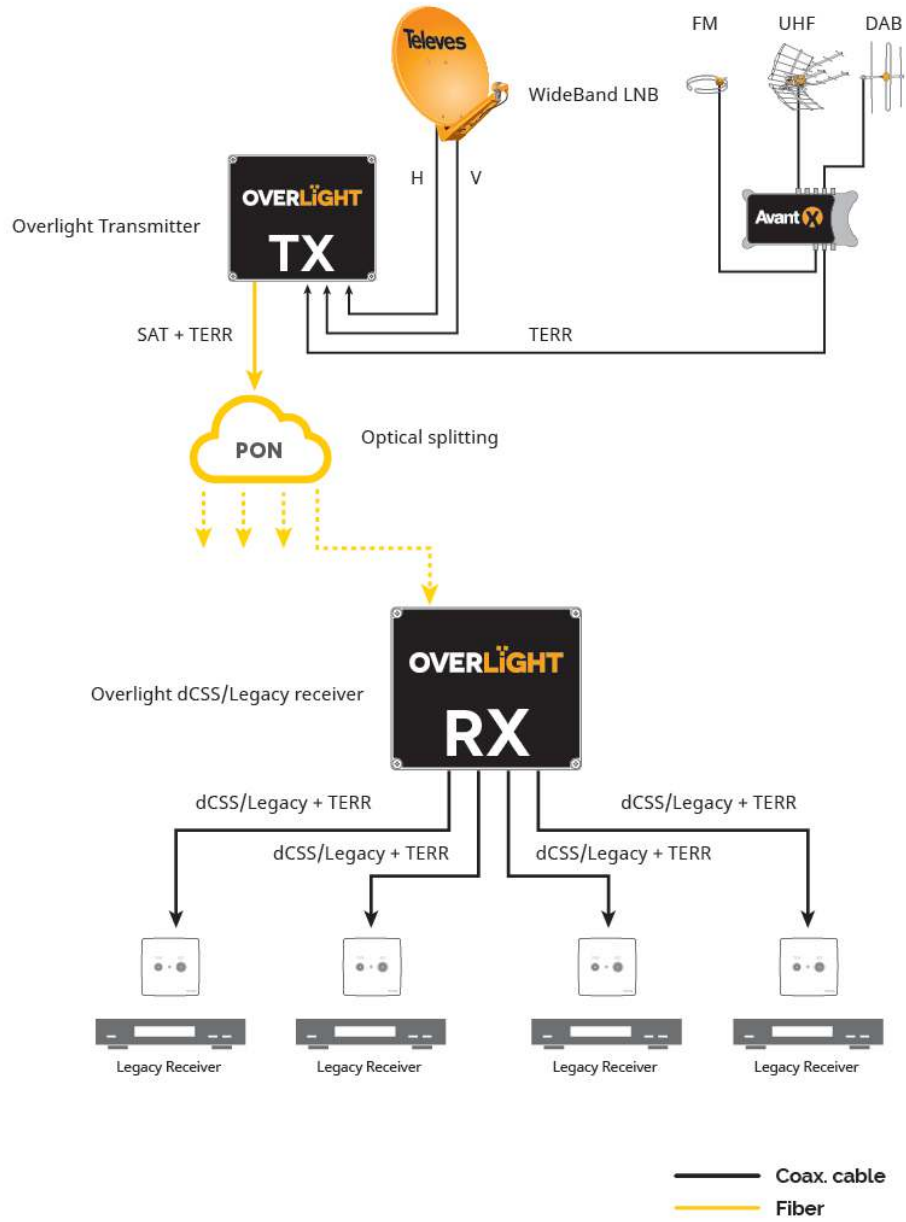 FM
UHF
DAB
Televes
WideBand LNB
H
V
OVERLÏGHT
TX
Overlight Transmitter
Avant X
SAT + TERR
TERR
PON
Optical splitting
OVERLÏGHT
RX
Overlight dCSS/Legacy receiver
dCSS/Legacy + TERR
dCSS/Legacy + TERR
dCSS/Legacy + TERR
dCSS/Legacy + TERR
Legacy Receiver
Legacy Receiver
Legacy Receiver
Legacy Receiver
Coax. cable
Fiber